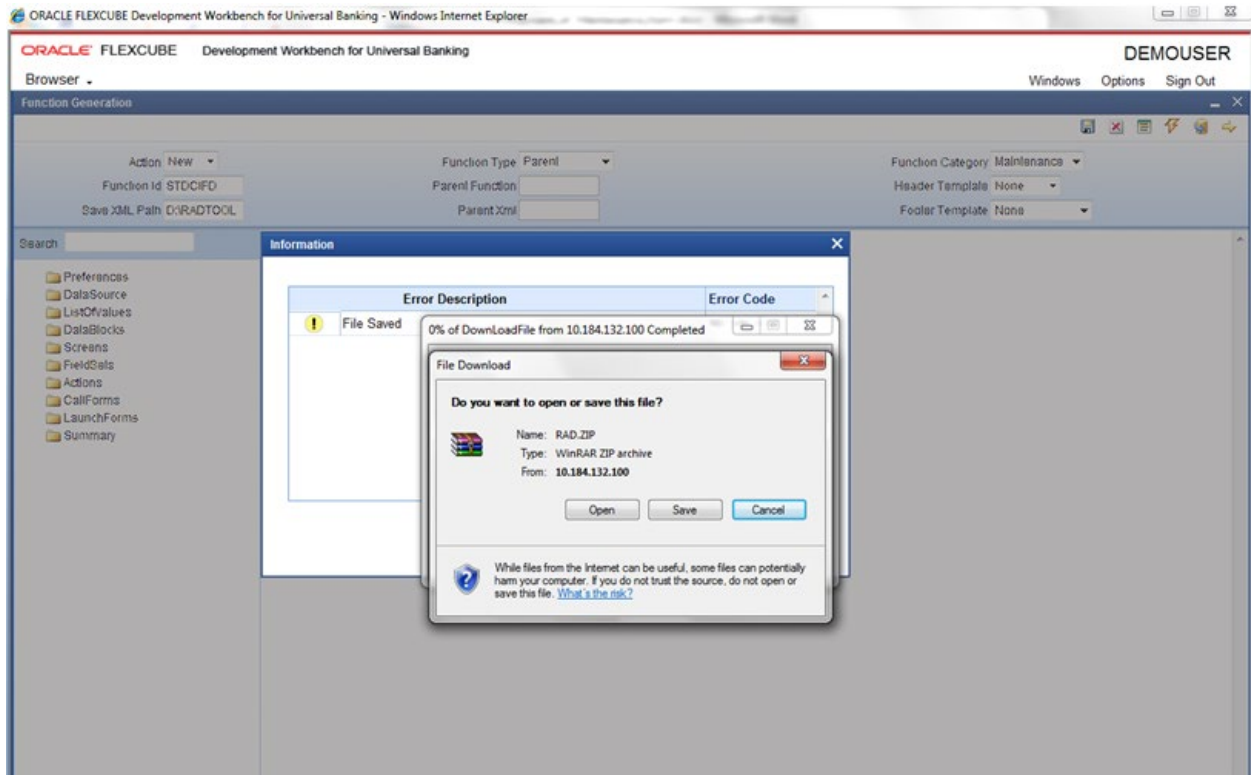 ORACLE FLEXCUBE Development Workbench for Universal Banking - Windows Internet Explorer
ORACLE FLEXCUBE Development Workbench for Universal Banking DEMOUSER
Browser Windows Options Sign Out
Function Generation
Action New Function Type Parent Function Category Maintenance
Function Id STDCIFD Parent Function Header Template None
Save XML Path D:\RADTOOL Parent Xml Footer Template None
Search
Preferences
DataSource
ListOfValues
DataBlocks
Screens
FieldSets
Actions
CallForms
LaunchForms
Summary
Information
Error Description Error Code
! File Saved
0% of DownLoadFile from 10.184.132.100 Completed
File Download
Do you want to open or save this file?
Name: RAD.ZIP
Type: WinRAR ZIP archive
From: 10.184.132.100
Open Save Cancel
While files from the Internet can be useful, some files can potentially
harm your computer. If you do not trust the source, do not open or
save this file. What's the risk?